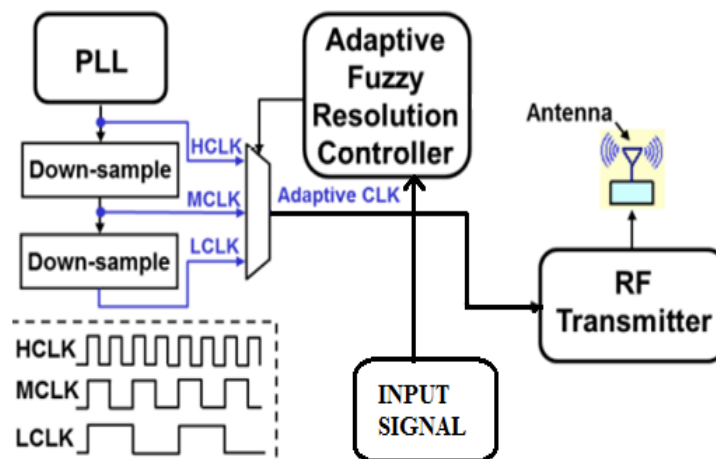 PLL
Adaptive
Fuzzy
Resolution
Controller
Antenna
HCLK
Down-sample
MCLK
Adaptive CLK
LCLK
Down-sample
RF
Transmitter
HCLK
MCLK
LCLK
INPUT
SIGNAL